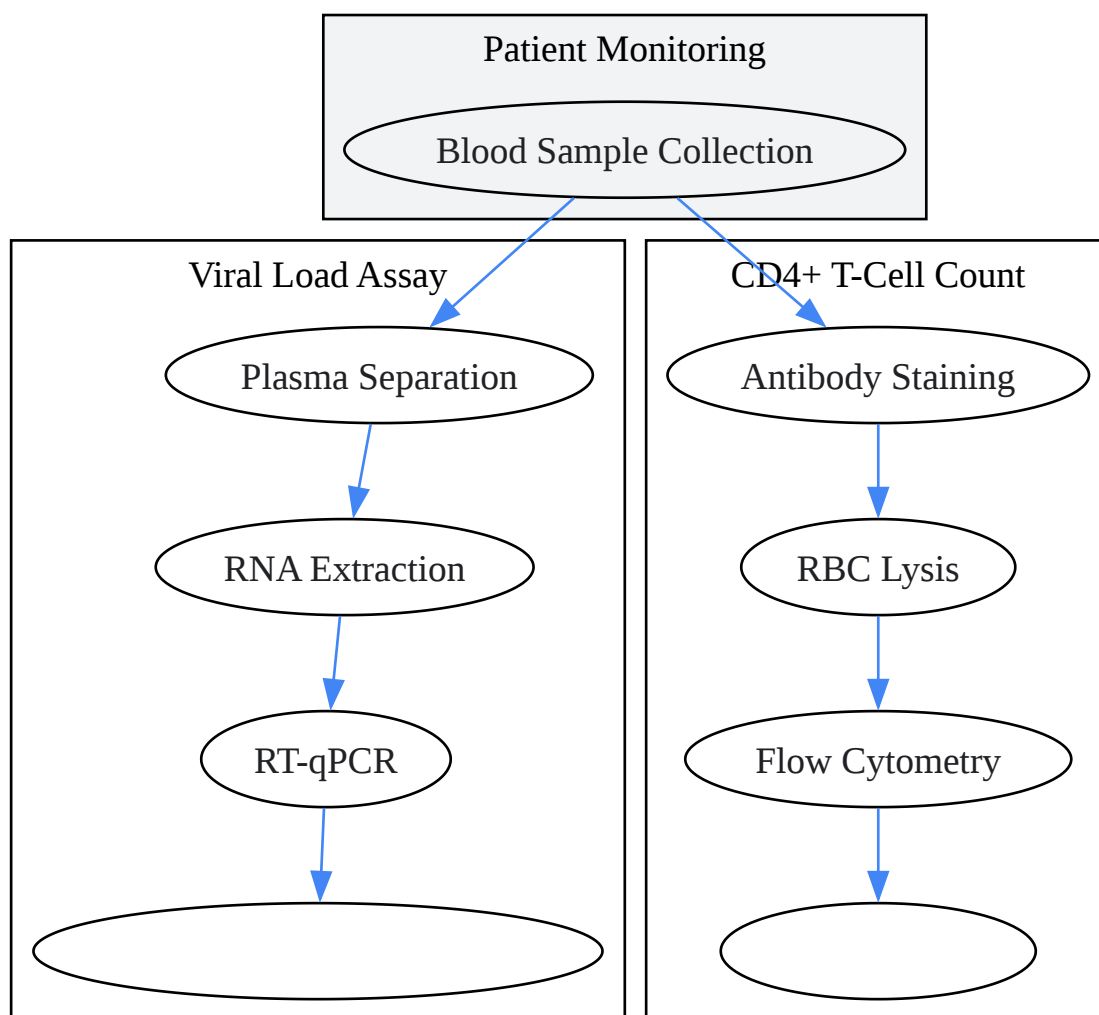 Patient Monitoring
Blood Sample Collection
Viral Load Assay
CD4+ T-Cell Count
Plasma Separation
Antibody Staining
RNA Extraction
RBC Lysis
RT-qPCR
Flow Cytometry